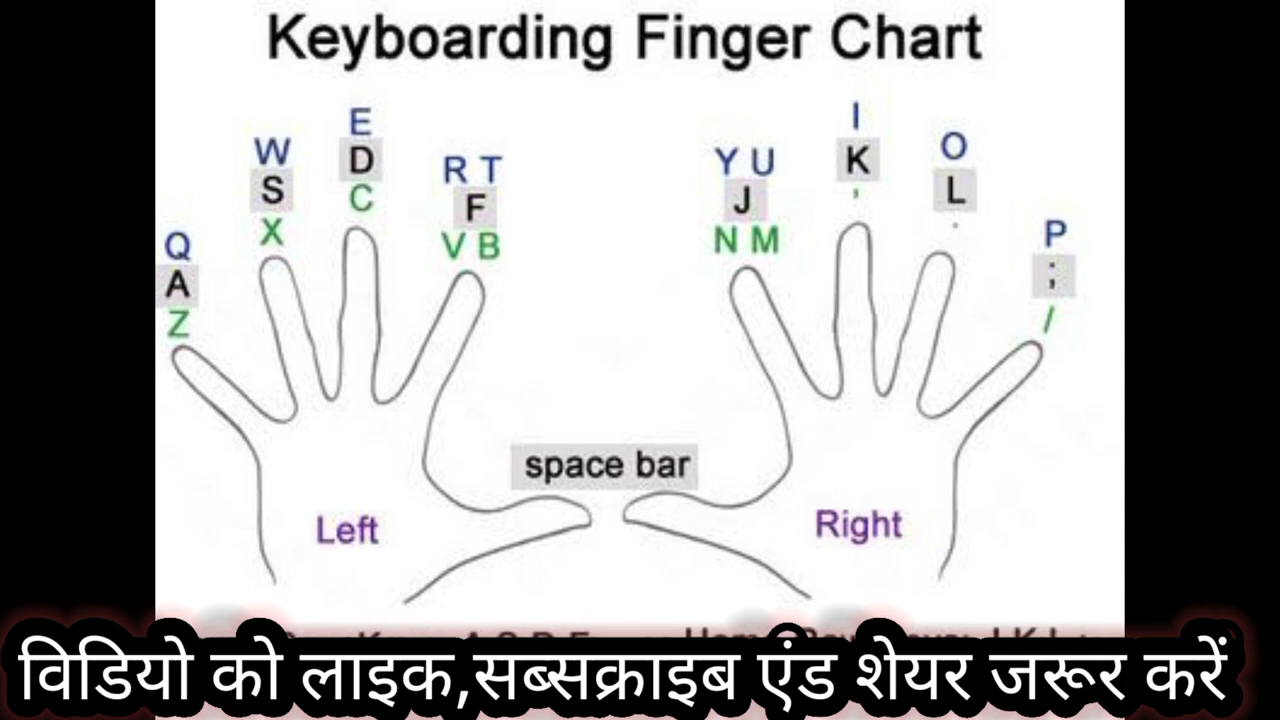 Keyboarding Finger Chart
E
W
D
R T
S
C
F
X
V B
Q
A
Z
I
Y U
K
O
J
,
L
N M
.
P
;
/
space bar
Left
Right
विडियो को लाइक,सब्सक्राइब एंड शेयर जरूर करें